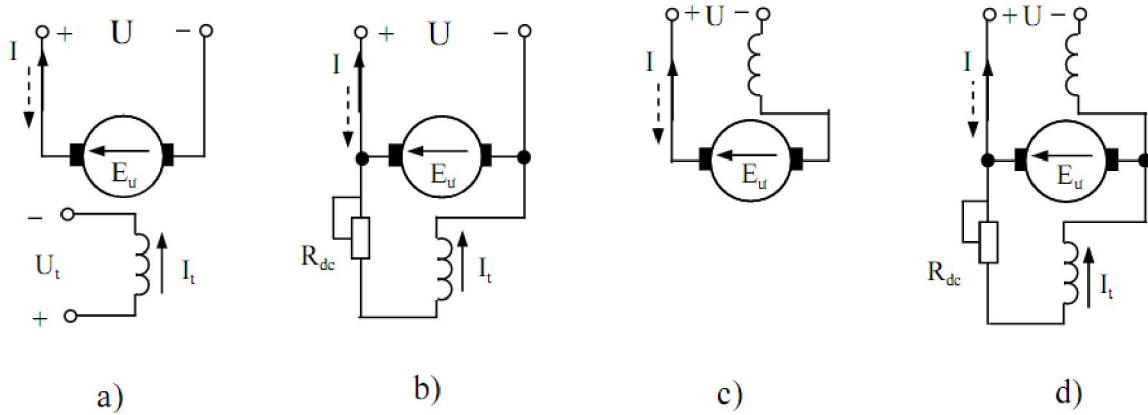 I + U −
Eư
− 
Ut It
+
a)
I + U −
Eư
Rdc It
b)
I + U −
Eư
c)
I + U −
Eư
Rdc It
d)